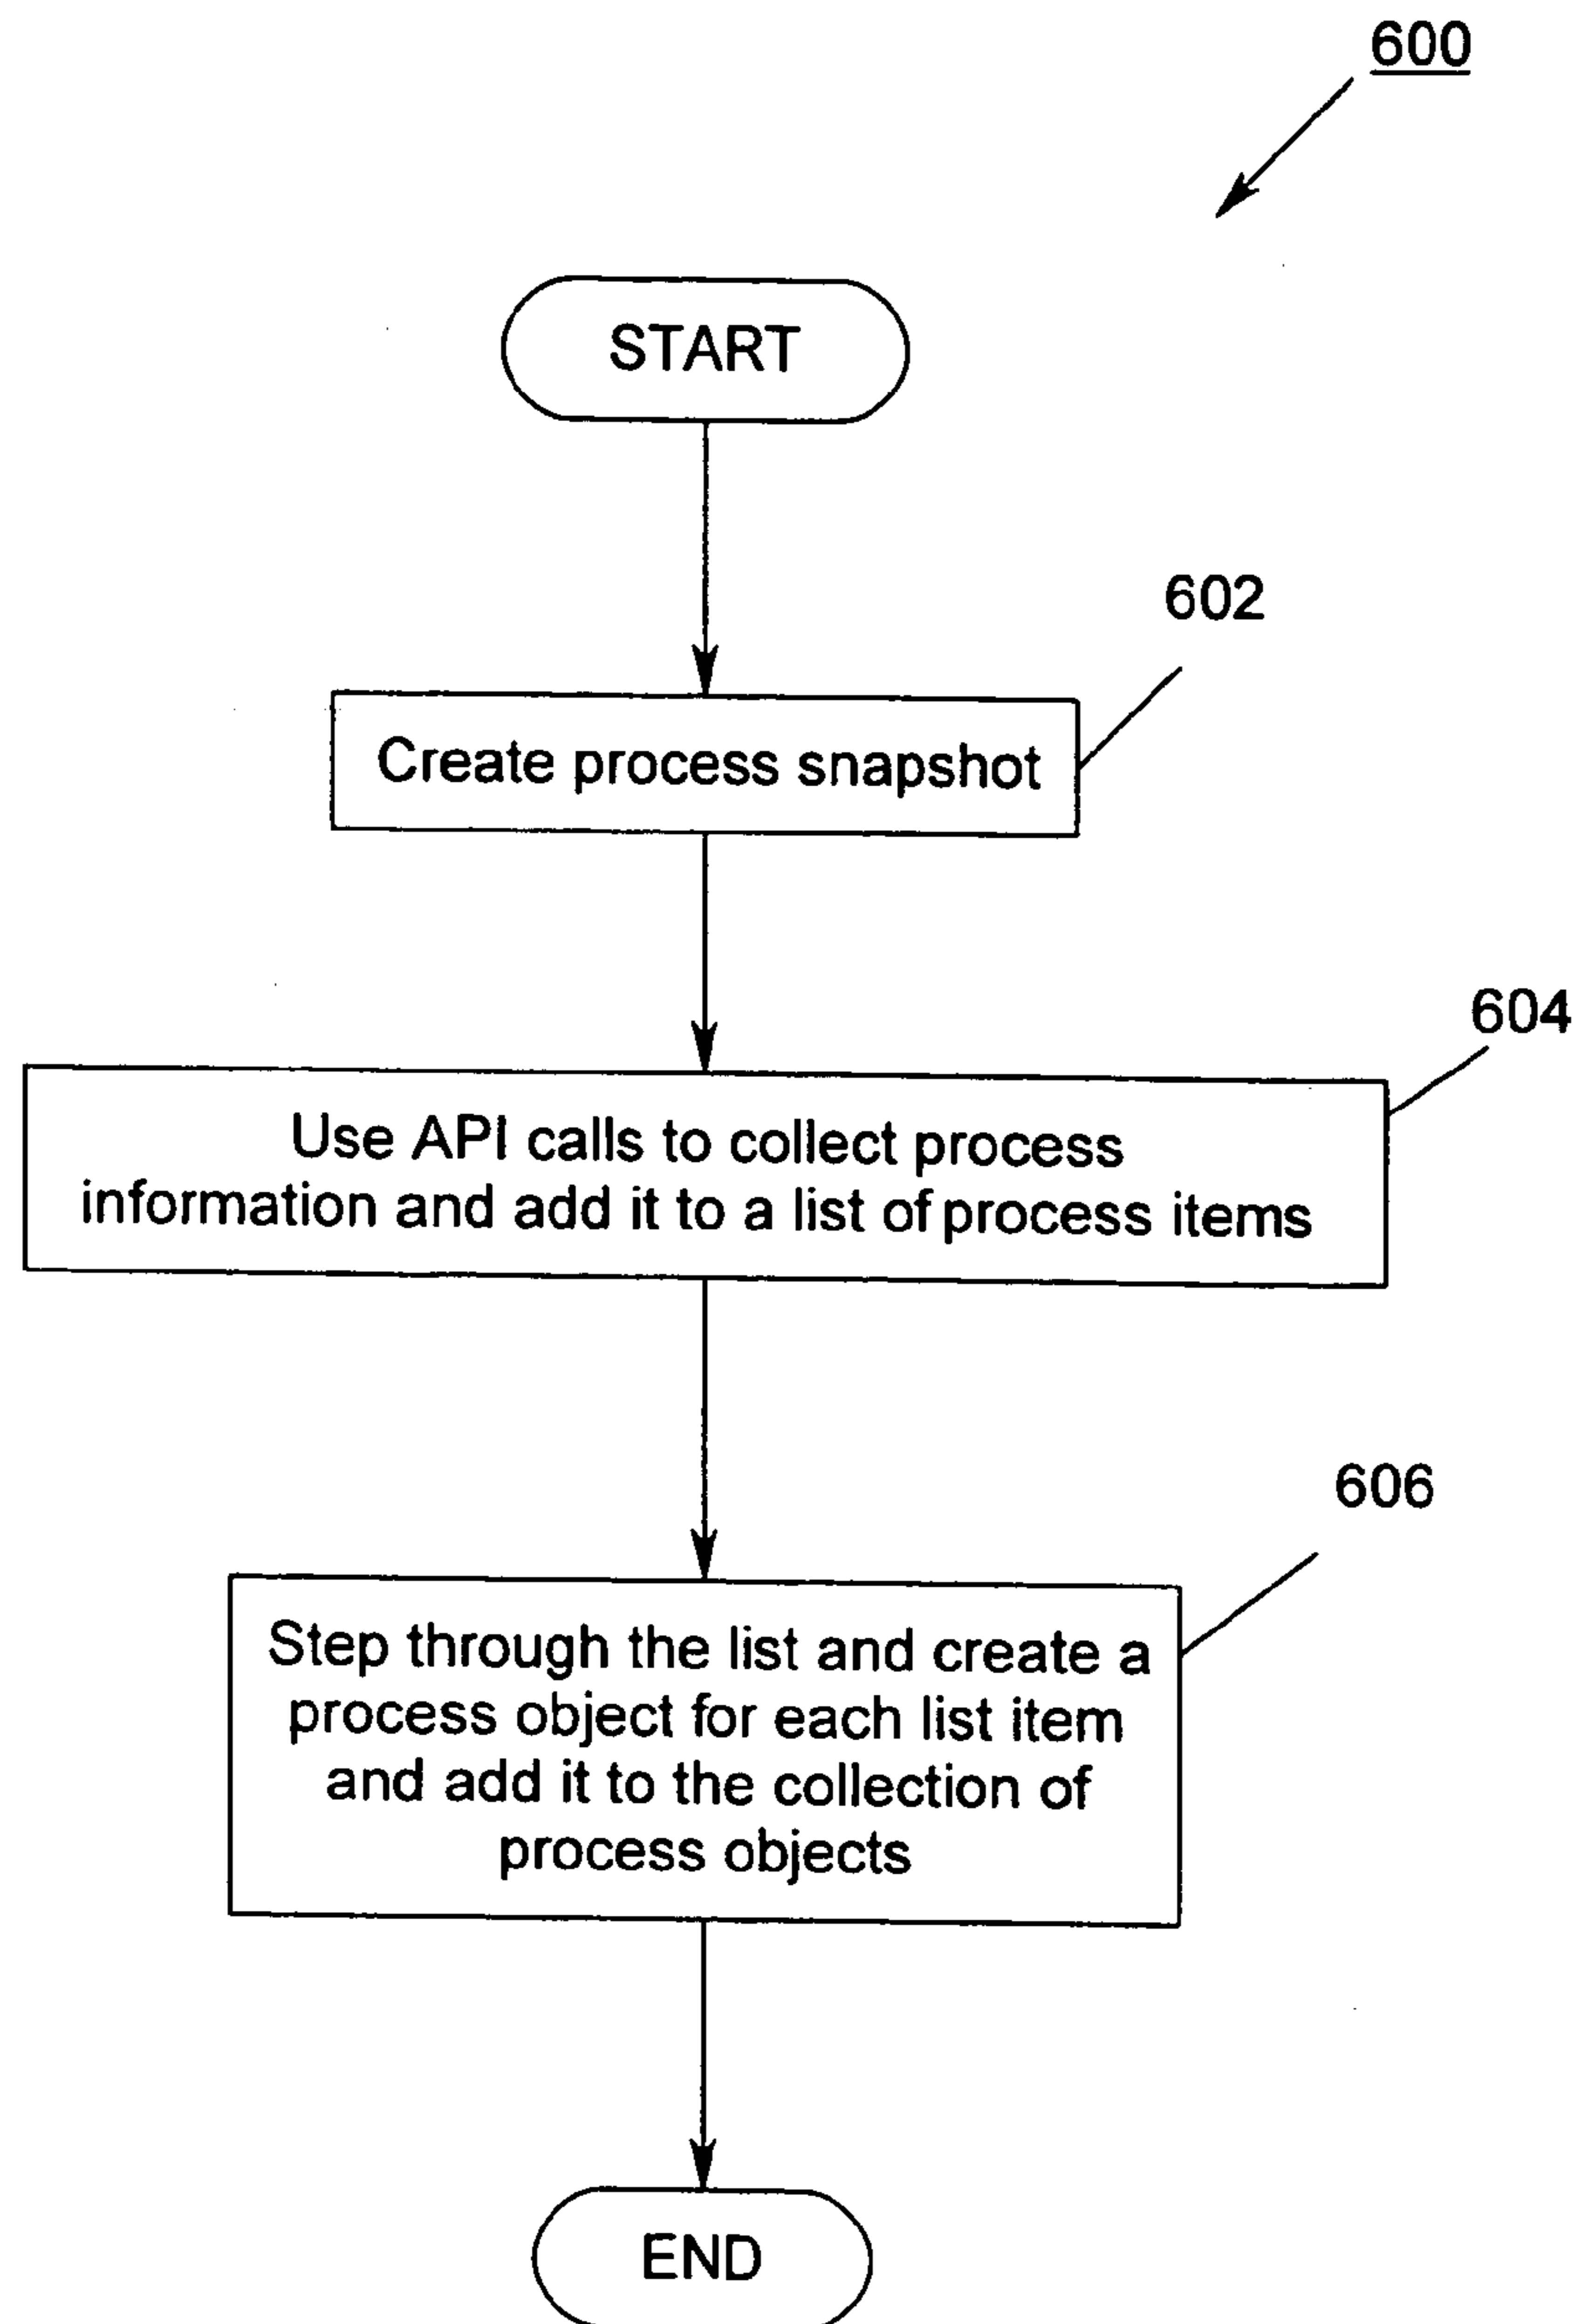 600
START
602
Create process snapshot
604
Use API calls to collect process
information and add it to a list of process items
606
Step through the list and create a
process object for each list item
and add it to the collection of
process objects
END